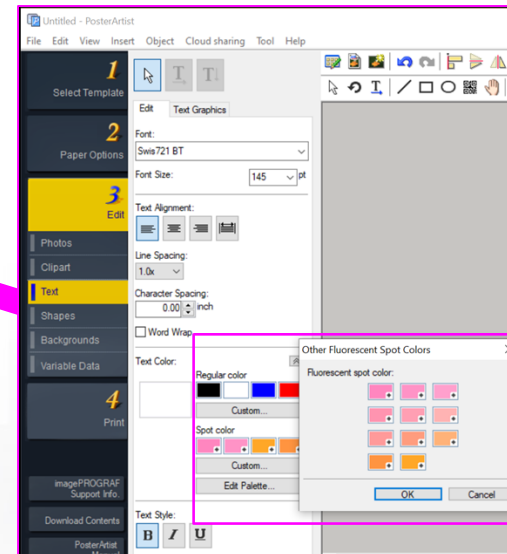 Untitled - PosterArtist
File Edit View Insert Object Cloud sharing Tool Help
1
Select Template
2
Paper Options
3
Edit
Photos
Clipart
Text
Shapes
Backgrounds
Variable Data
4
Print
imagePROGRAF
Support Info.
Download Contents
PosterArtist
T T
Edit Text Graphics
Font:
Swis721 BT
Font Size:
145 pt
Text Alignment:
Line Spacing:
1.0x
Character Spacing:
0.00 inch
Word Wrap
Text Color:
Regular color
Custom...
Spot color
Custom...
Edit Palette...
Text Style:
B I U
T
Other Fluorescent Spot Colors
Fluorescent spot color:
OK Cancel